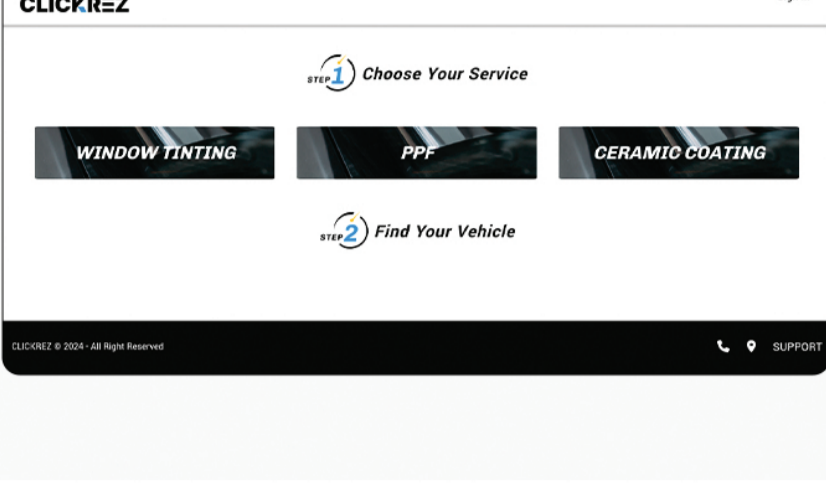 CLICKREZ
STEP 1 Choose Your Service
WINDOW TINTING
PPF
CERAMIC COATING
STEP 2 Find Your Vehicle
CLICKREZ © 2024 - All Right Reserved
SUPPORT